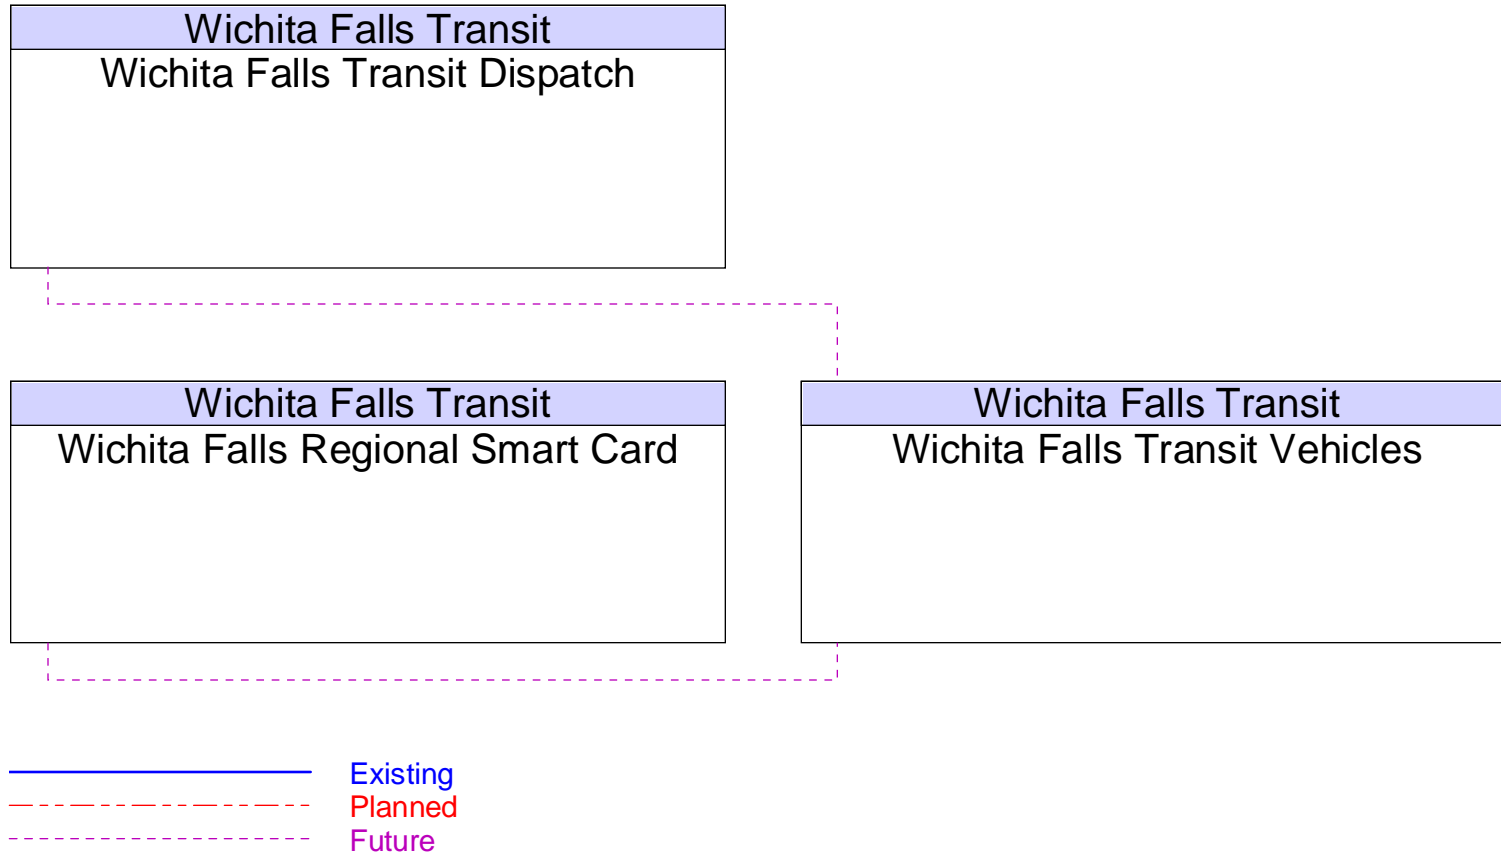 Wichita Falls Transit
Wichita Falls Transit Dispatch
Wichita Falls Transit
Wichita Falls Regional Smart Card
Wichita Falls Transit
Wichita Falls Transit Vehicles
Existing
Planned
Future